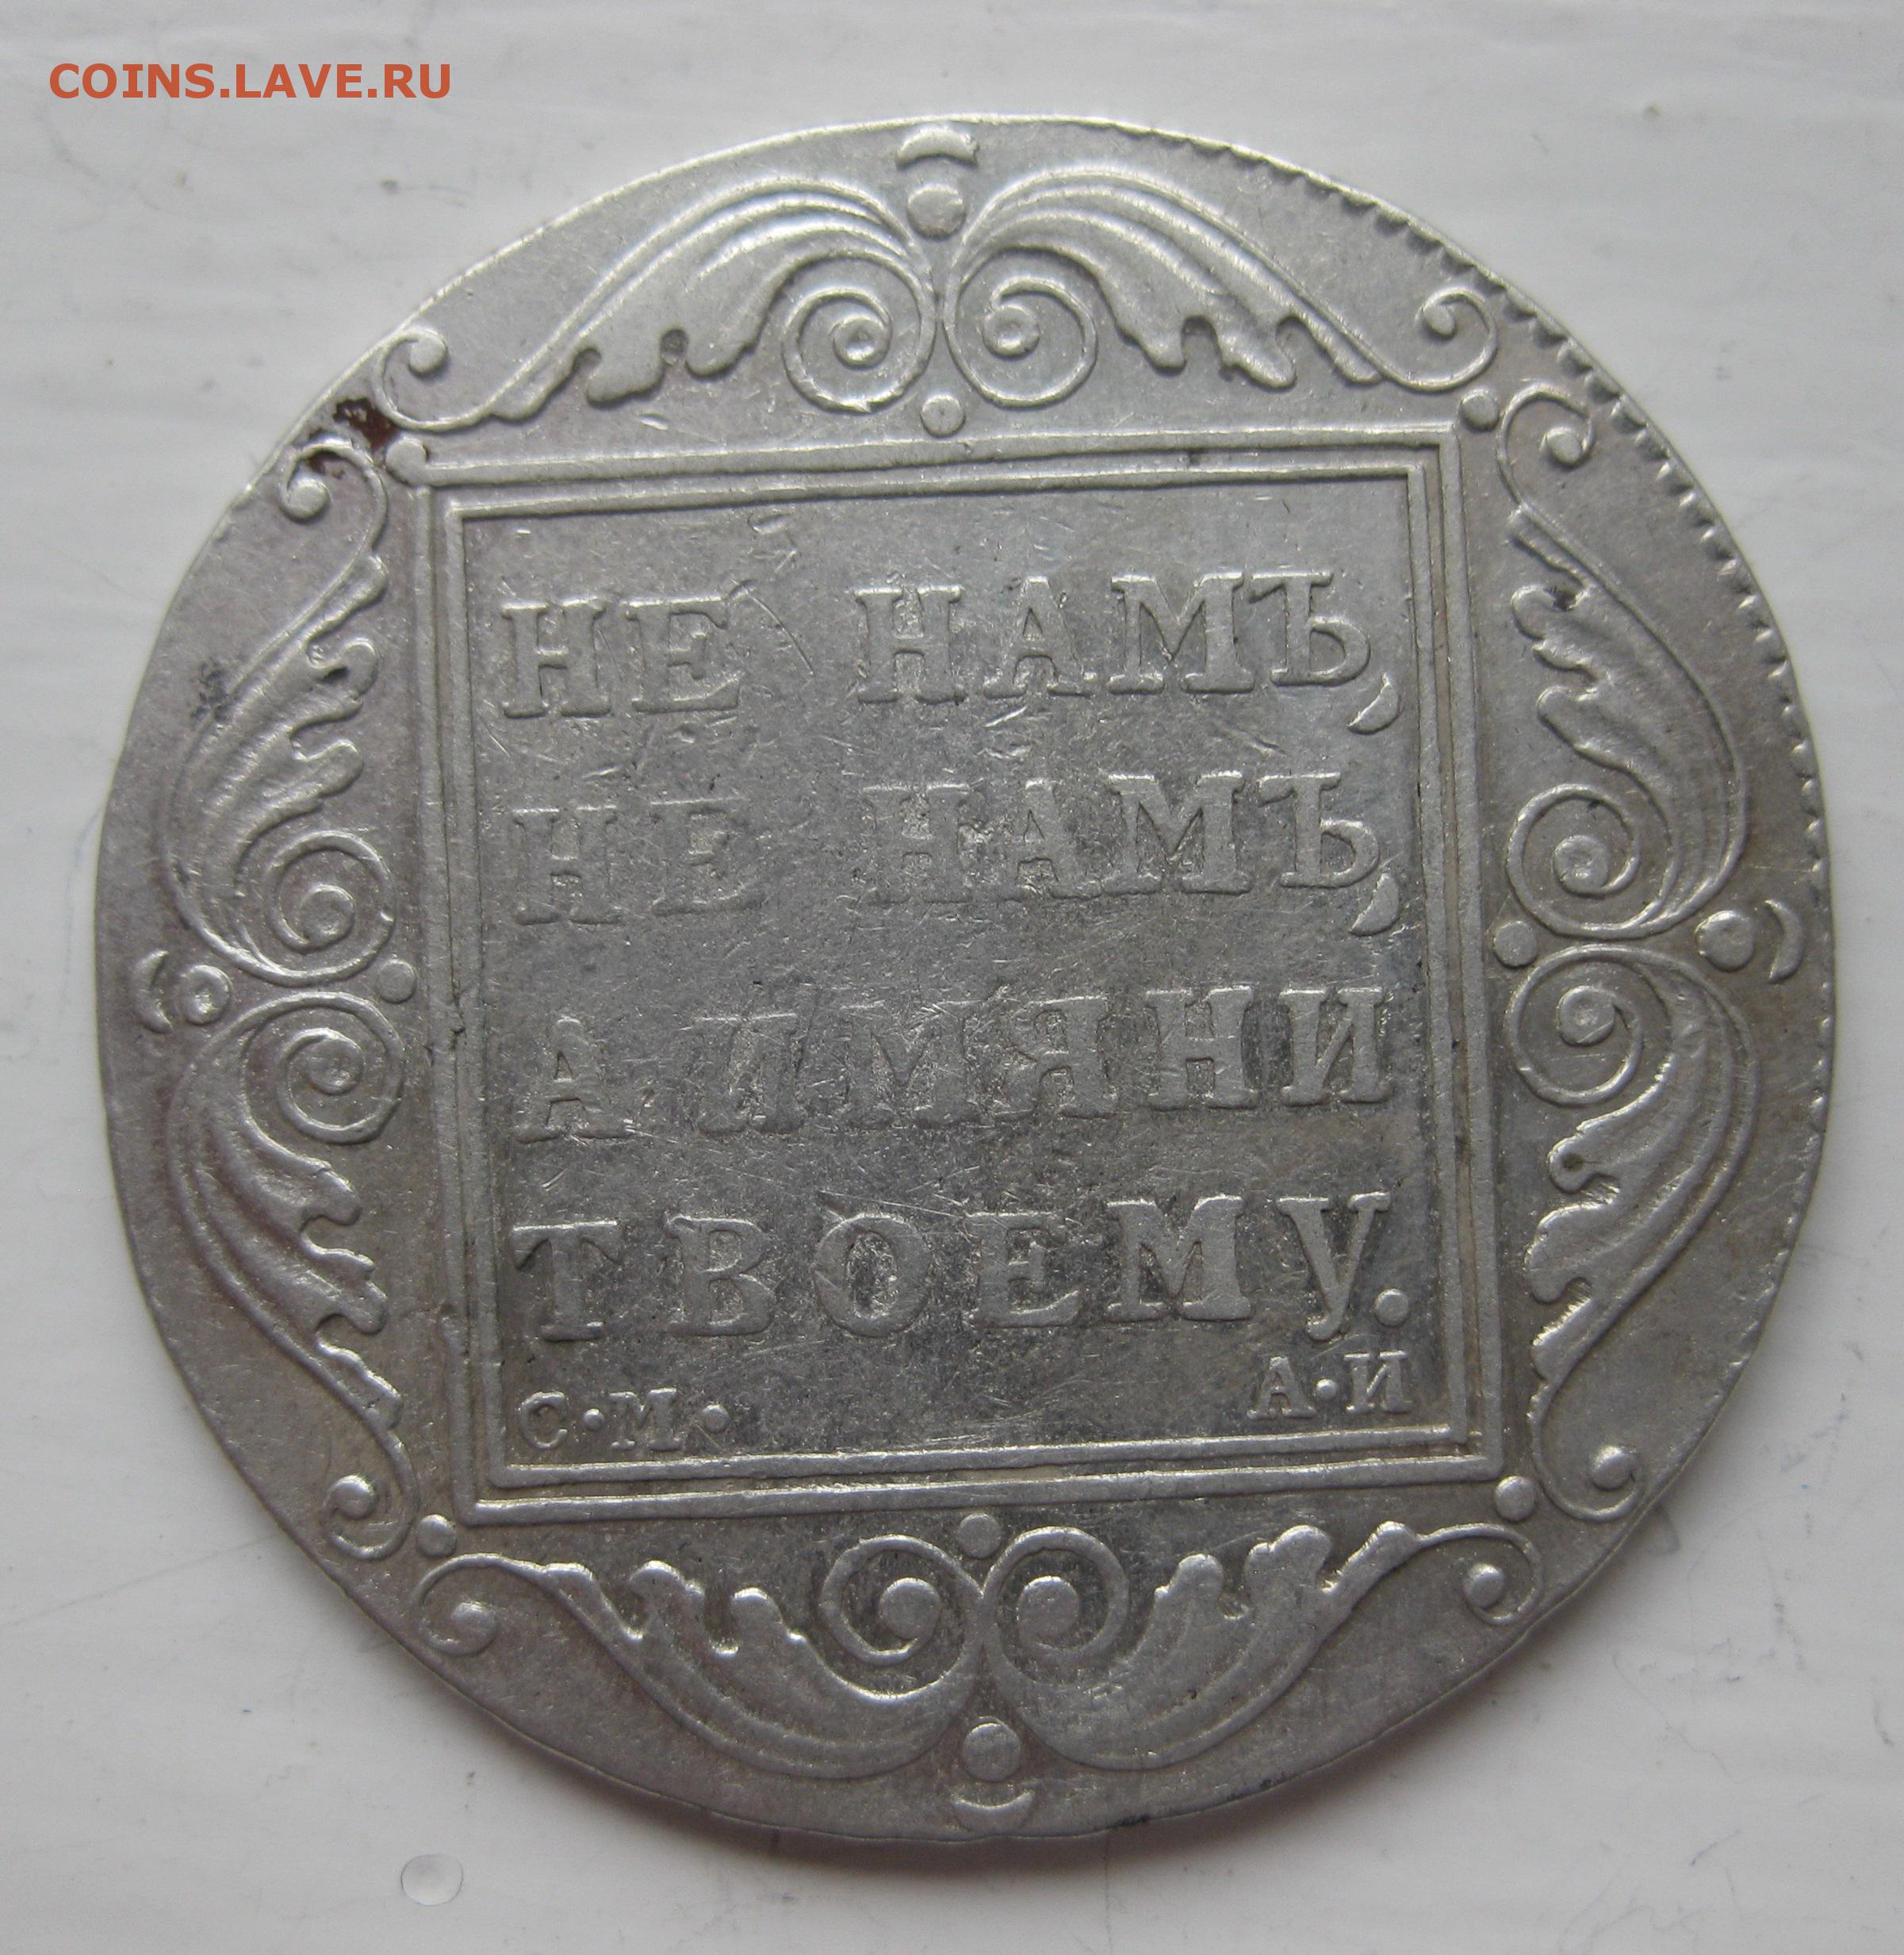 COINS.LAVE.RU
НЕ НАМЪ,
НЕ НАМЪ,
А ИМЯНИ
ТВОЕМУ.
С·М· А·И